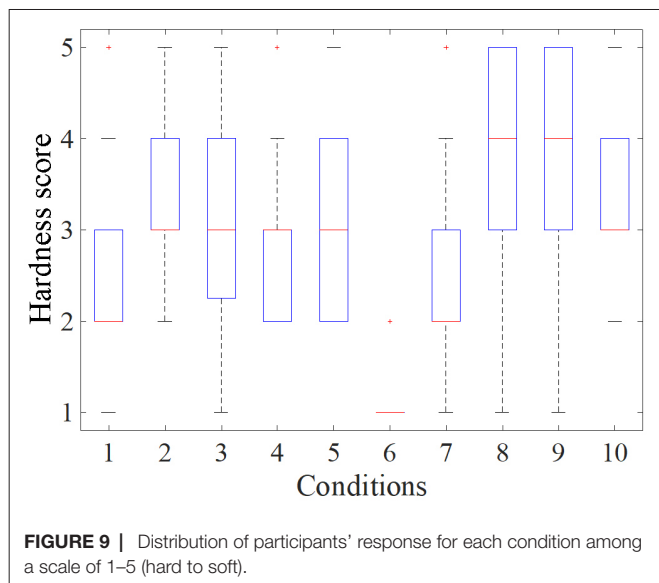 5
4
3
2
1
Hardness score
1 2 3 4 5 6 7 8 9 10
Conditions
FIGURE 9 | Distribution of participants' response for each condition among
a scale of 1–5 (hard to soft).